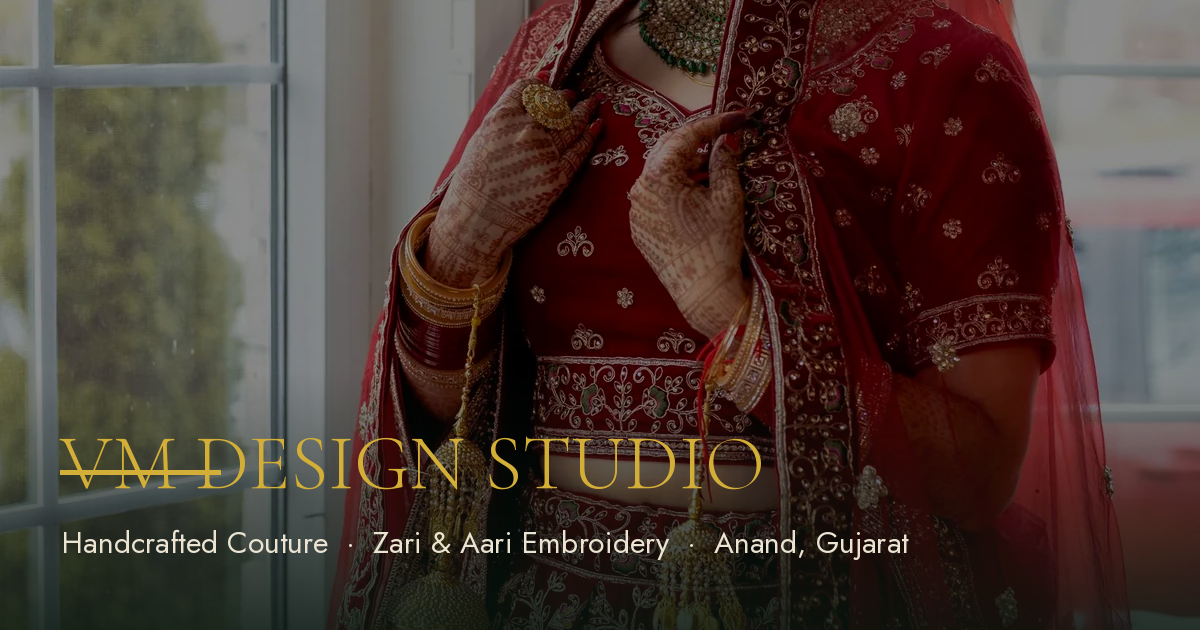 VM DESIGN STUDIO
Handcrafted Couture · Zari & Aari Embroidery · Anand, Gujarat